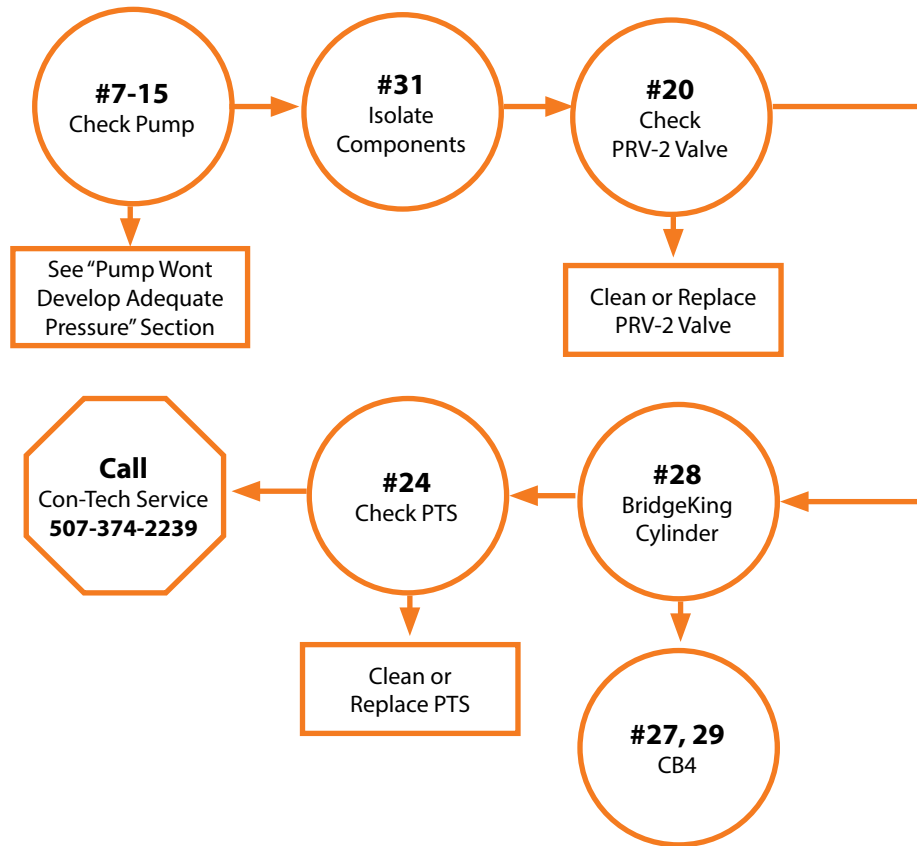 #7-15
Check Pump
#31
Isolate
Components
#20
Check
PRV-2 Valve
See “Pump Wont
Develop Adequate
Pressure” Section
Clean or Replace
PRV-2 Valve
Call
Con-Tech Service
507-374-2239
#24
Check PTS
#28
BridgeKing
Cylinder
Clean or
Replace PTS
#27, 29
CB4